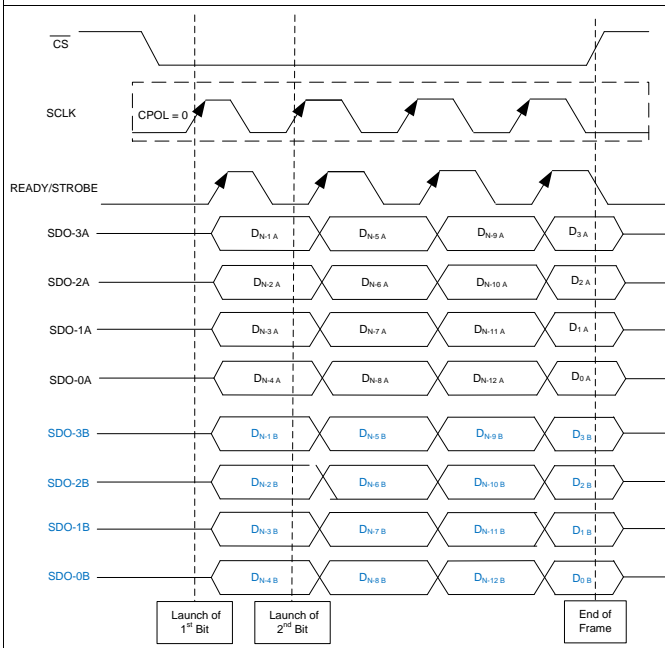 CS
SCLK
CPOL = 0
READY/STROBE
SDO-3A DN-1 A DN-5 A DN-9 A D3 A
SDO-2A DN-2 A DN-6 A DN-10 A D2 A
SDO-1A DN-3 A DN-7 A DN-11 A D1 A
SDO-0A DN-4 A DN-8 A DN-12 A D0 A
SDO-3B DN-1 B DN-5 B DN-9 B D3 B
SDO-2B DN-2 B DN-6 B DN-10 B D2 B
SDO-1B DN-3 B DN-7 B DN-11 B D1 B
SDO-0B DN-4 B DN-8 B DN-12 B D0 B
Launch of
1st Bit
Launch of
2nd Bit
End of
Frame